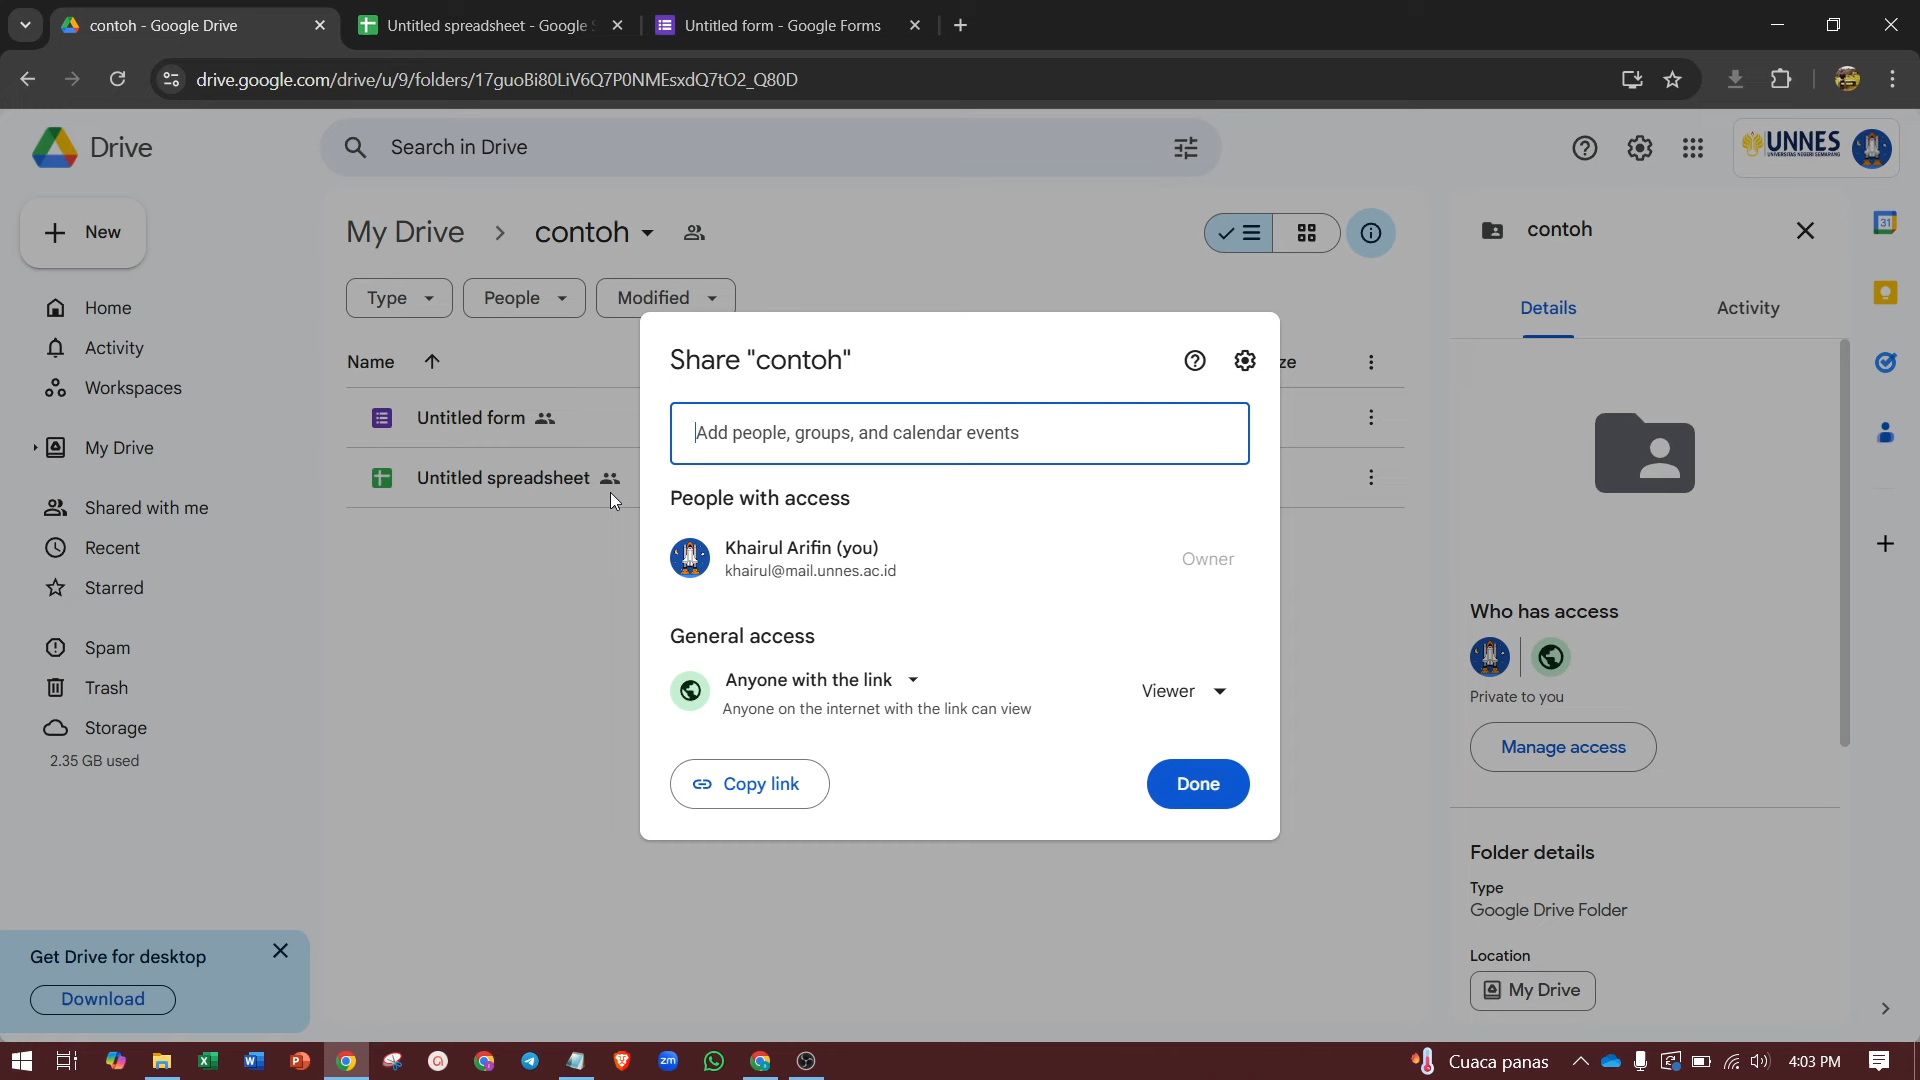 contoh - Google Drive
Untitled spreadsheet - Google S
Untitled form - Google Forms
drive.google.com/drive/u/9/folders/17guoBi80LiV6Q7P0NMEsxdQ7tO2_Q80D
Drive
Search in Drive
UNNES
UNIVERSITAS NEGERI SEMARANG
New
My Drive
contoh
contoh
Type
People
Modified
Details
Activity
Home
Activity
Workspaces
My Drive
Shared with me
Recent
Starred
Spam
Trash
Storage
2.35 GB used
Name
ze
Untitled form
Untitled spreadsheet
Share "contoh"
Add people, groups, and calendar events
People with access
Khairul Arifin (you)
khairul@mail.unnes.ac.id
Owner
General access
Anyone with the link
Anyone on the internet with the link can view
Viewer
Copy link
Done
31
Who has access
Private to you
Manage access
Folder details
Type
Google Drive Folder
Location
My Drive
Get Drive for desktop
Download
zm
Cuaca panas
4:03 PM